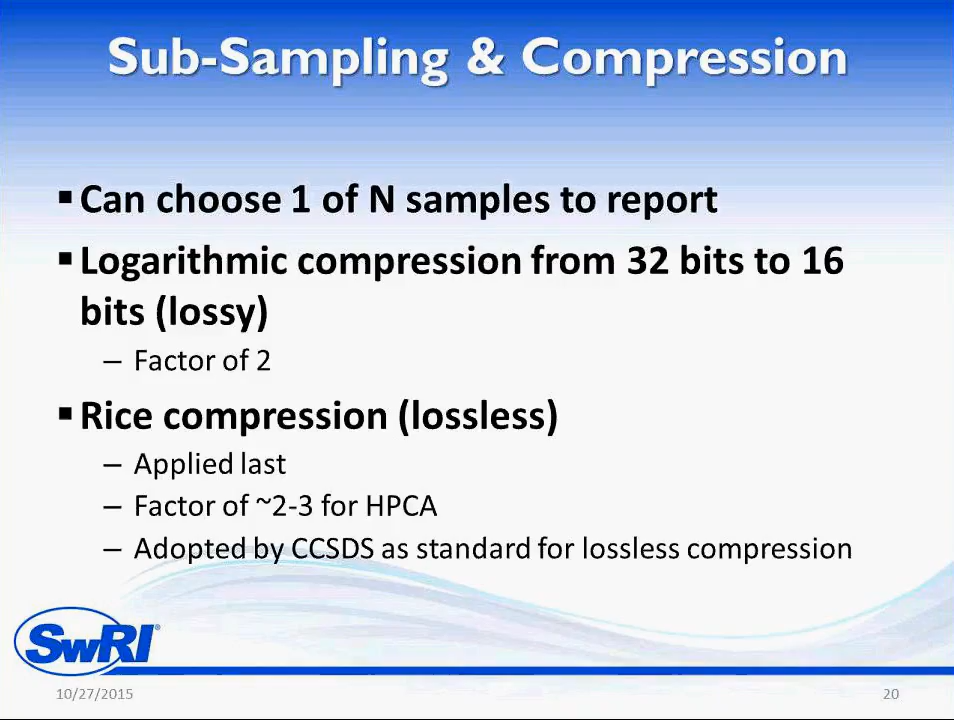 Sub-Sampling & Compression
▪ Can choose 1 of N samples to report
▪ Logarithmic compression from 32 bits to 16
bits (lossy)
– Factor of 2
▪ Rice compression (lossless)
– Applied last
– Factor of ~2-3 for HPCA
– Adopted by CCSDS as standard for lossless compression
SwRI®
10/27/2015
20